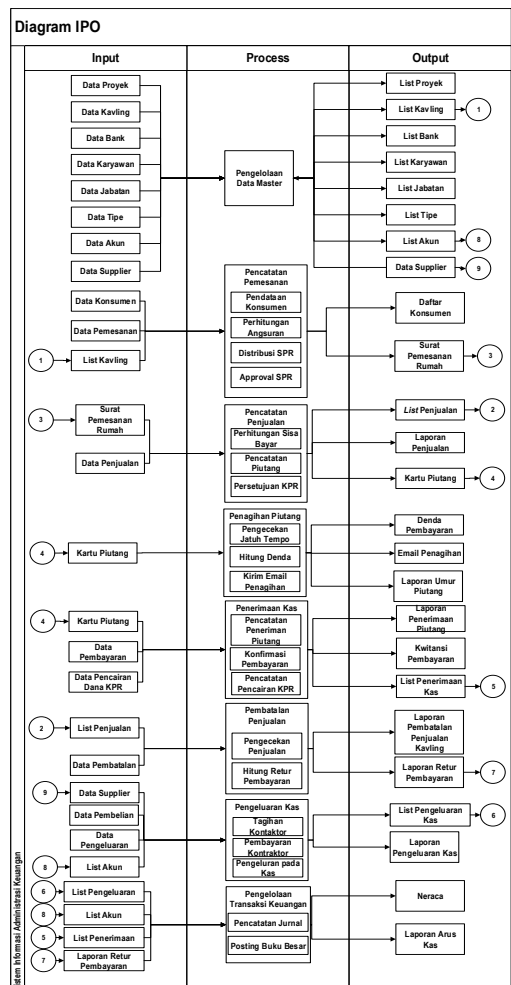 Diagram IPO
Input
Process
Output
Data Proyek
Data Kavling
Data Bank
Data Karyawan
Data Jabatan
Data Tipe
Data Akun
Data Supplier
Pengelolaan
Data Master
List Proyek
List Kavling
1
List Bank
List Karyawan
List Jabatan
List Tipe
List Akun
8
Data Supplier
9
Data Konsumen
Data Pemesanan
1
List Kavling
Pencatatan
Pemesanan
Pendataan
Konsumen
Perhitungan
Angsuran
Distribusi SPR
Approval SPR
Daftar
Konsumen
Surat
Pemesanan
Rumah
3
3
Surat
Pemesanan
Rumah
Data Penjualan
Pencatatan
Penjualan
Perhitungan Sisa
Bayar
Pencatatan
Piutang
Persetujuan KPR
List Penjualan
2
Laporan
Penjualan
Kartu Piutang
4
4
Kartu Piutang
Penagihan Piutang
Pengecekan
Jatuh Tempo
Hitung Denda
Kirim Email
Penagihan
Denda
Pembayaran
Email Penagihan
Laporan Umur
Piutang
4
Kartu Piutang
Data
Pembayaran
Data Pencairan
Dana KPR
Penerimaan Kas
Pencatatan
Peneriman
Piutang
Konfirmasi
Pembayaran
Pencatatan
Pencairan KPR
Laporan
Penerimaan
Piutang
Kwitansi
Pembayaran
List Penerimaan
Kas
5
2
List Penjualan
Data Pembatalan
Pembatalan
Penjualan
Pengecekan
Penjualan
Hitung Retur
Pembayaran
Laporan
Pembatalan
Penjualan
Kavling
Laporan Retur
Pembayaran
7
9
Data Supplier
Data Pembelian
Data
Pengeluaran
8
List Akun
Pengeluaran Kas
Tagihan
Kontaktor
Pembayaran
Kontraktor
Pengeluran pada
Kas
List Pengeluaran
Kas
6
Laporan
Pengeluaran Kas
6
List Pengeluaran
8
List Akun
5
List Penerimaan
7
Laporan Retur
Pembayaran
Pengelolaan
Transaksi Keuangan
Pencatatan Jurnal
Posting Buku Besar
Neraca
Laporan Arus
Kas
Informasi Administrasi Keuangan